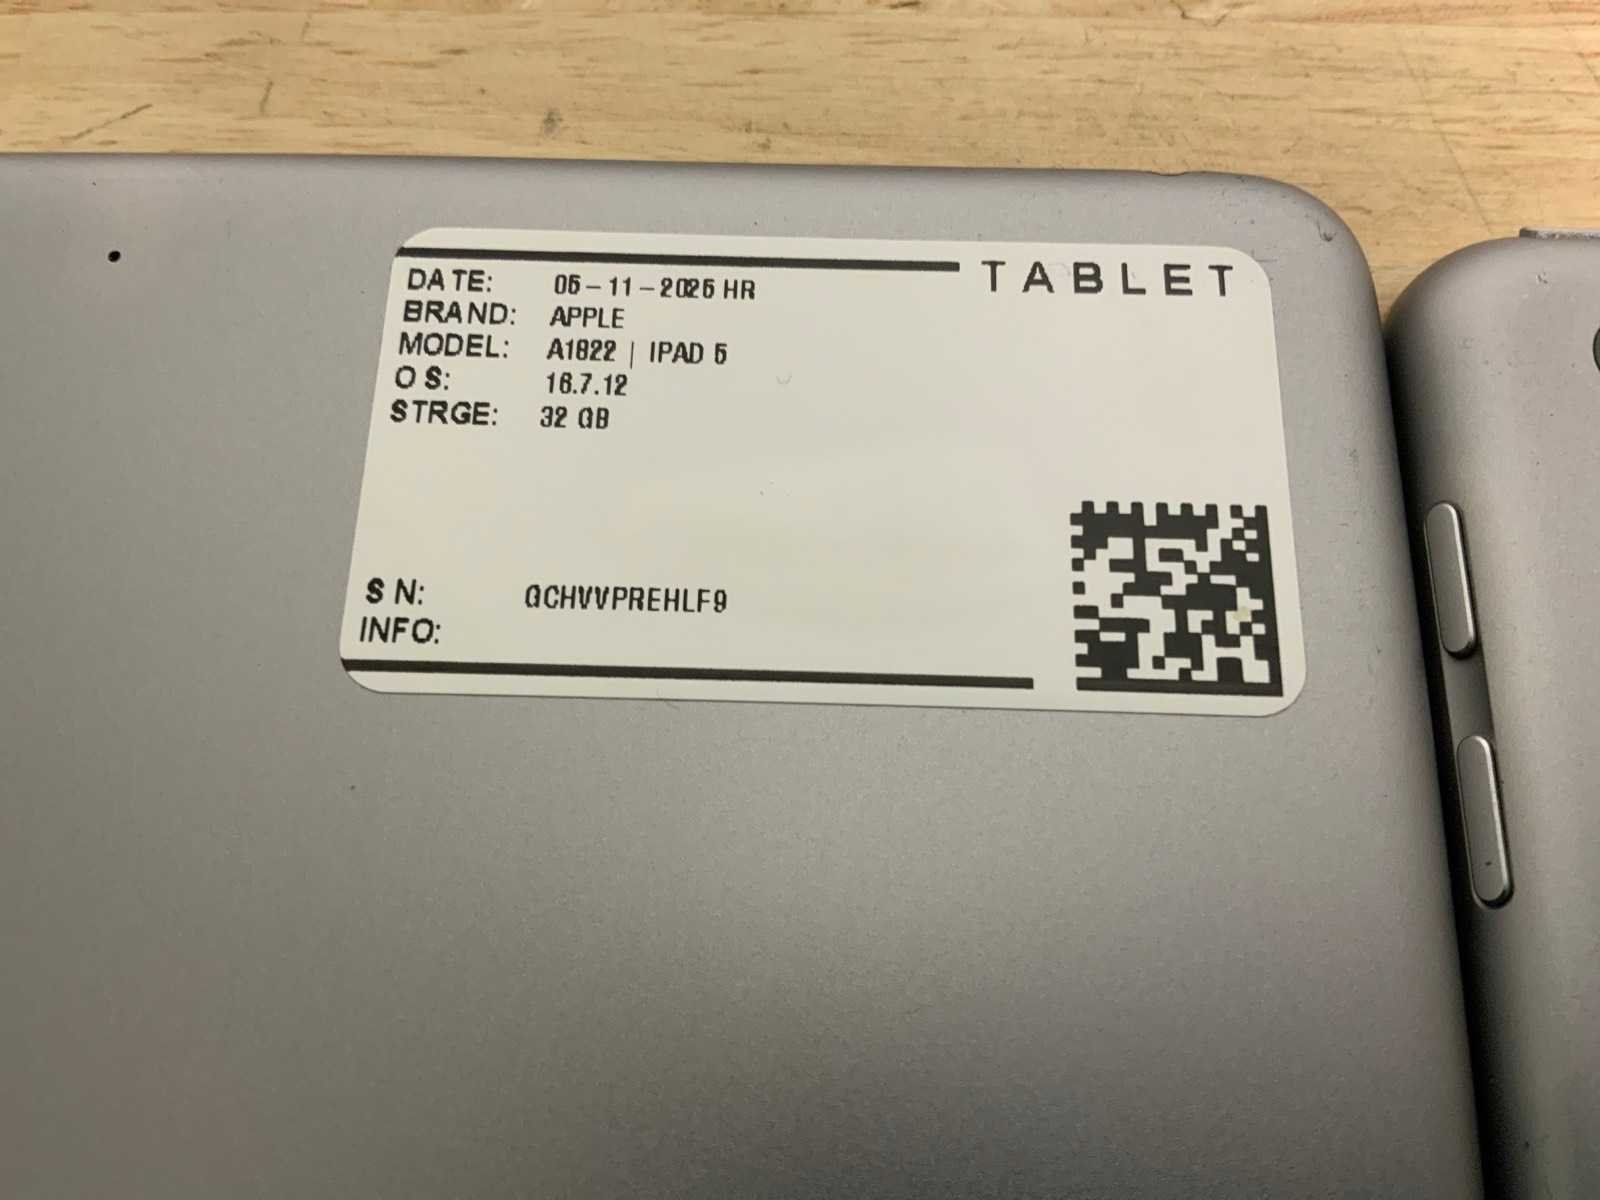 TABLET
DATE: 05-11-2025 HR
BRAND: APPLE
MODEL: A1822 | IPAD 5
OS: 16.7.12
STRGE: 32 GB
SN: GCHVVPREHLF9
INFO: